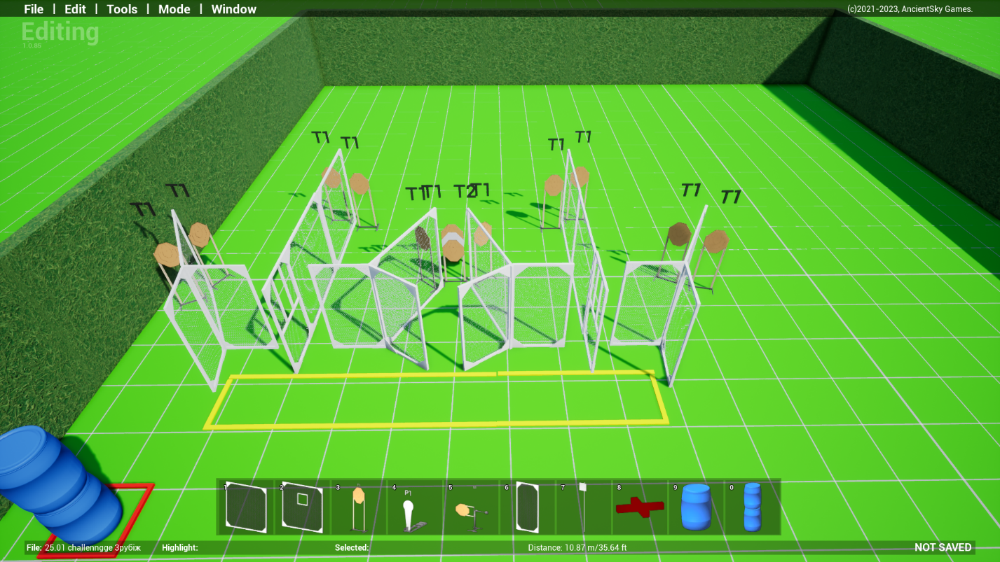 File | Edit | Tools | Mode | Window
(c)2021-2023, AncientSky Games.
Editing
1.0.85
T1 T1 T1 T1
T1 T1 T1 T2 T1 T1
T1 T1
1 2 3 4 5 6 7 8 9 0
P1
File: 25.01 challenngge Зрубіж Highlight: Selected: Distance: 10.87 m/35.64 ft NOT SAVED